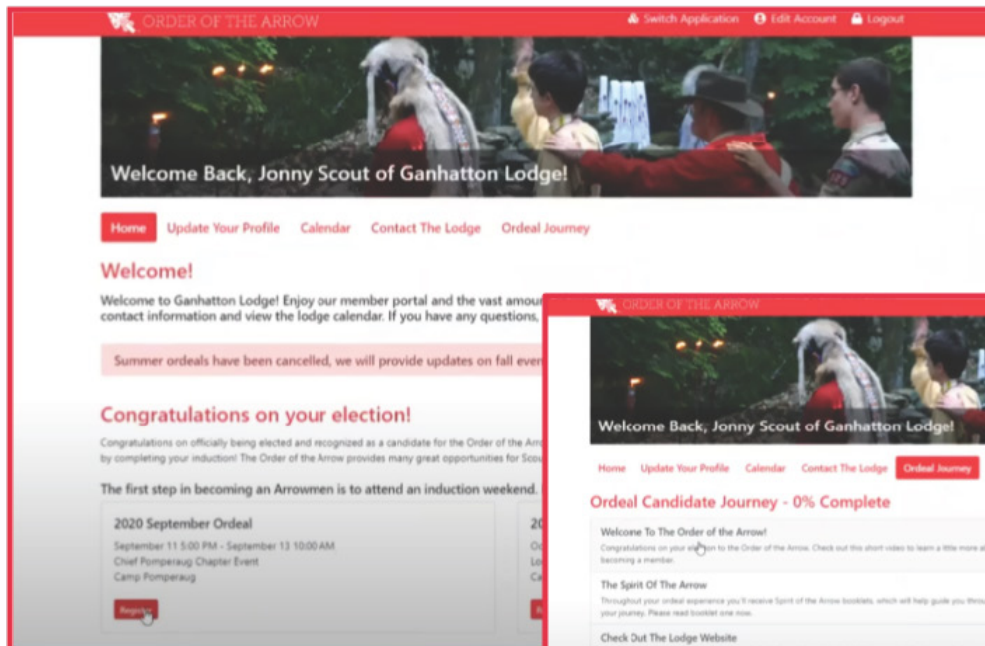 ORDER OF THE ARROW
Switch Application Edit Account Logout
Welcome Back, Jonny Scout of Ganhatton Lodge!
Home Update Your Profile Calendar Contact The Lodge Ordeal Journey
Welcome!
Welcome to Ganhatton Lodge! Enjoy our member portal and the vast amou
contact information and view the lodge calendar. If you have any questions,
Summer ordeals have been cancelled, we will provide updates on fall even
Congratulations on your election!
Congratulations on officially being elected and recognized as a candidate for the Order of the Arro
by completing your induction! The Order of the Arrow provides many great opportunities for Scou
The first step in becoming an Arrowmen is to attend an induction weekend.
2020 September Ordeal
September 11 5:00 PM - September 13 10:00 AM
Chief Pomperaug Chapter Event
Camp Pomperaug
Register
20
Oc
Lo
Ca
ORDER OF THE ARROW
Welcome Back, Jonny Scout of Ganhatton Lodge!
Home Update Your Profile Calendar Contact The Lodge Ordeal Journey
Ordeal Candidate Journey - 0% Complete
Welcome To The Order of the Arrow!
Congratulations on your election to the Order of the Arrow. Check out this short video to learn a little more ab
becoming a member.
The Spirit Of The Arrow
Throughout your ordeal experience you'll receive Spirit of the Arrow booklets, which will help guide you throu
your journey. Please read booklet one now.
Check Out The Lodge Website